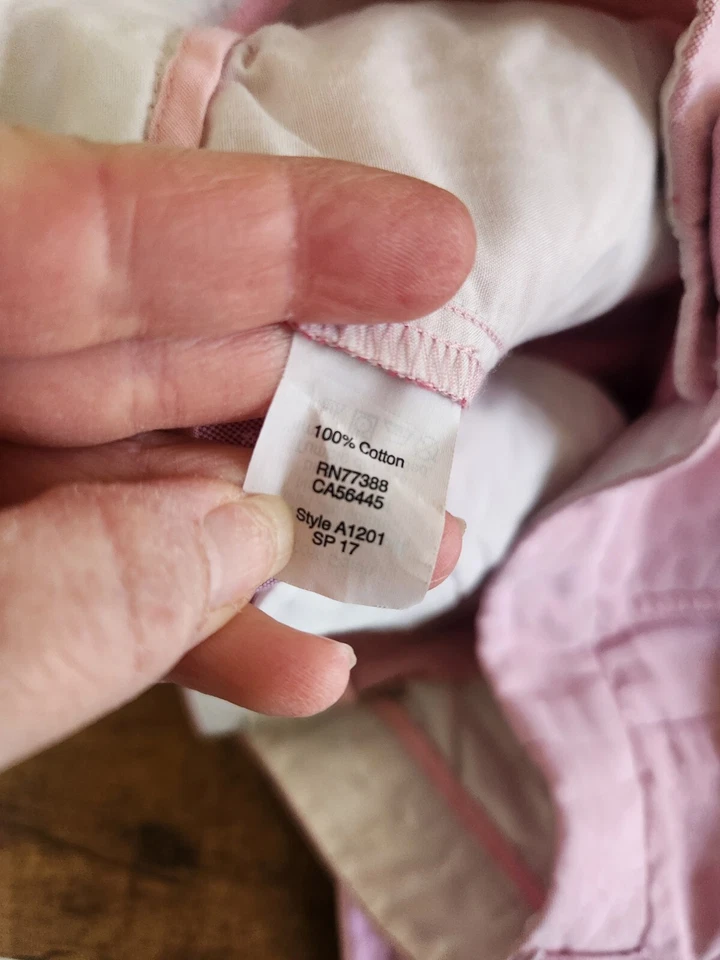 100% Cotton
RN77388
CA56445
Style A1201
SP 17